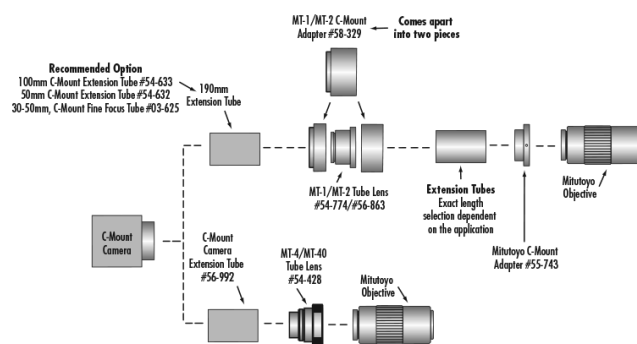 MT-1/MT-2 C-Mount
Adapter #58-329
Comes apart
into two pieces
Recommended Option
100mm C-Mount Extension Tube #54-633
50mm C-Mount Extension Tube #54-632
30-50mm, C-Mount Fine Focus Tube #03-625
190mm
Extension Tube
MT-1/MT-2 Tube Lens
#54-774/#56-863
Extension Tubes
Exact length
selection dependent
on the application
Mitutoyo
Objective
Mitutoyo C-Mount
Adapter #55-743
C-Mount
Camera
C-Mount
Camera
Extension Tube
#56-992
MT-4/MT-40
Tube Lens
#54-428
Mitutoyo
Objective